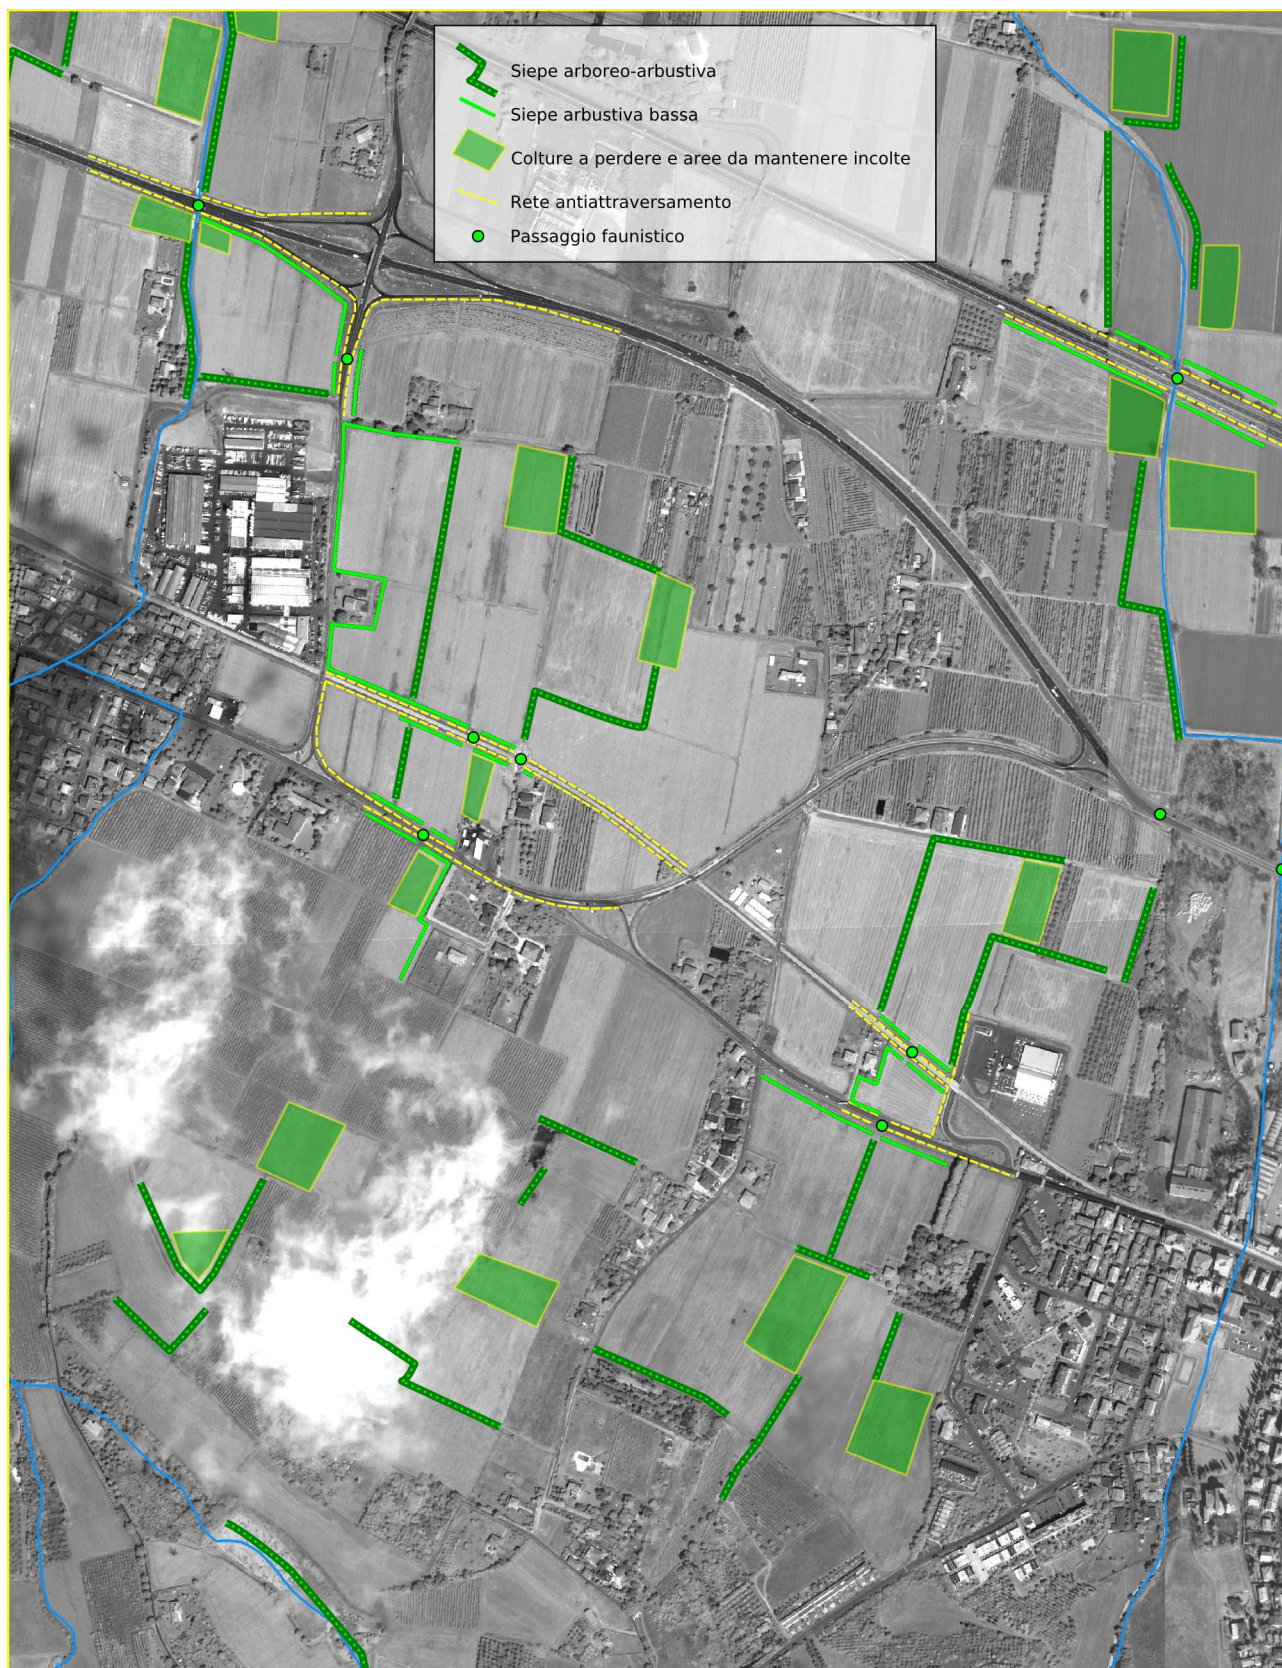 Siepe arboreo-arbustiva
Siepe arbustiva bassa
Colture a perdere e aree da mantenere incolte
Rete antiattraversamento
Passaggio faunistico